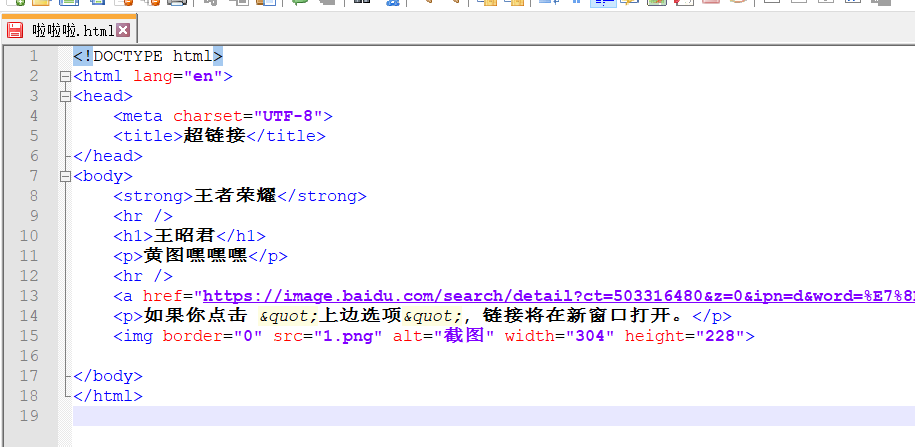 啦啦啦.html
1 <!DOCTYPE html>
2 <html lang="en">
3 <head>
4 <meta charset="UTF-8">
5 <title>超链接</title>
6 </head>
7 <body>
8 <strong>王者荣耀</strong>
9 <hr />
10 <h1>王昭君</h1>
11 <p>黄图嘿嘿嘿</p>
12 <hr />
13 <a href="https://image.baidu.com/search/detail?ct=503316480&z=0&ipn=d&word=%E7%8
14 <p>如果你点击 &quot;上边选项&quot;, 链接将在新窗口打开。</p>
15 <img border="0" src="1.png" alt="截图" width="304" height="228">
16
17 </body>
18 </html>
19